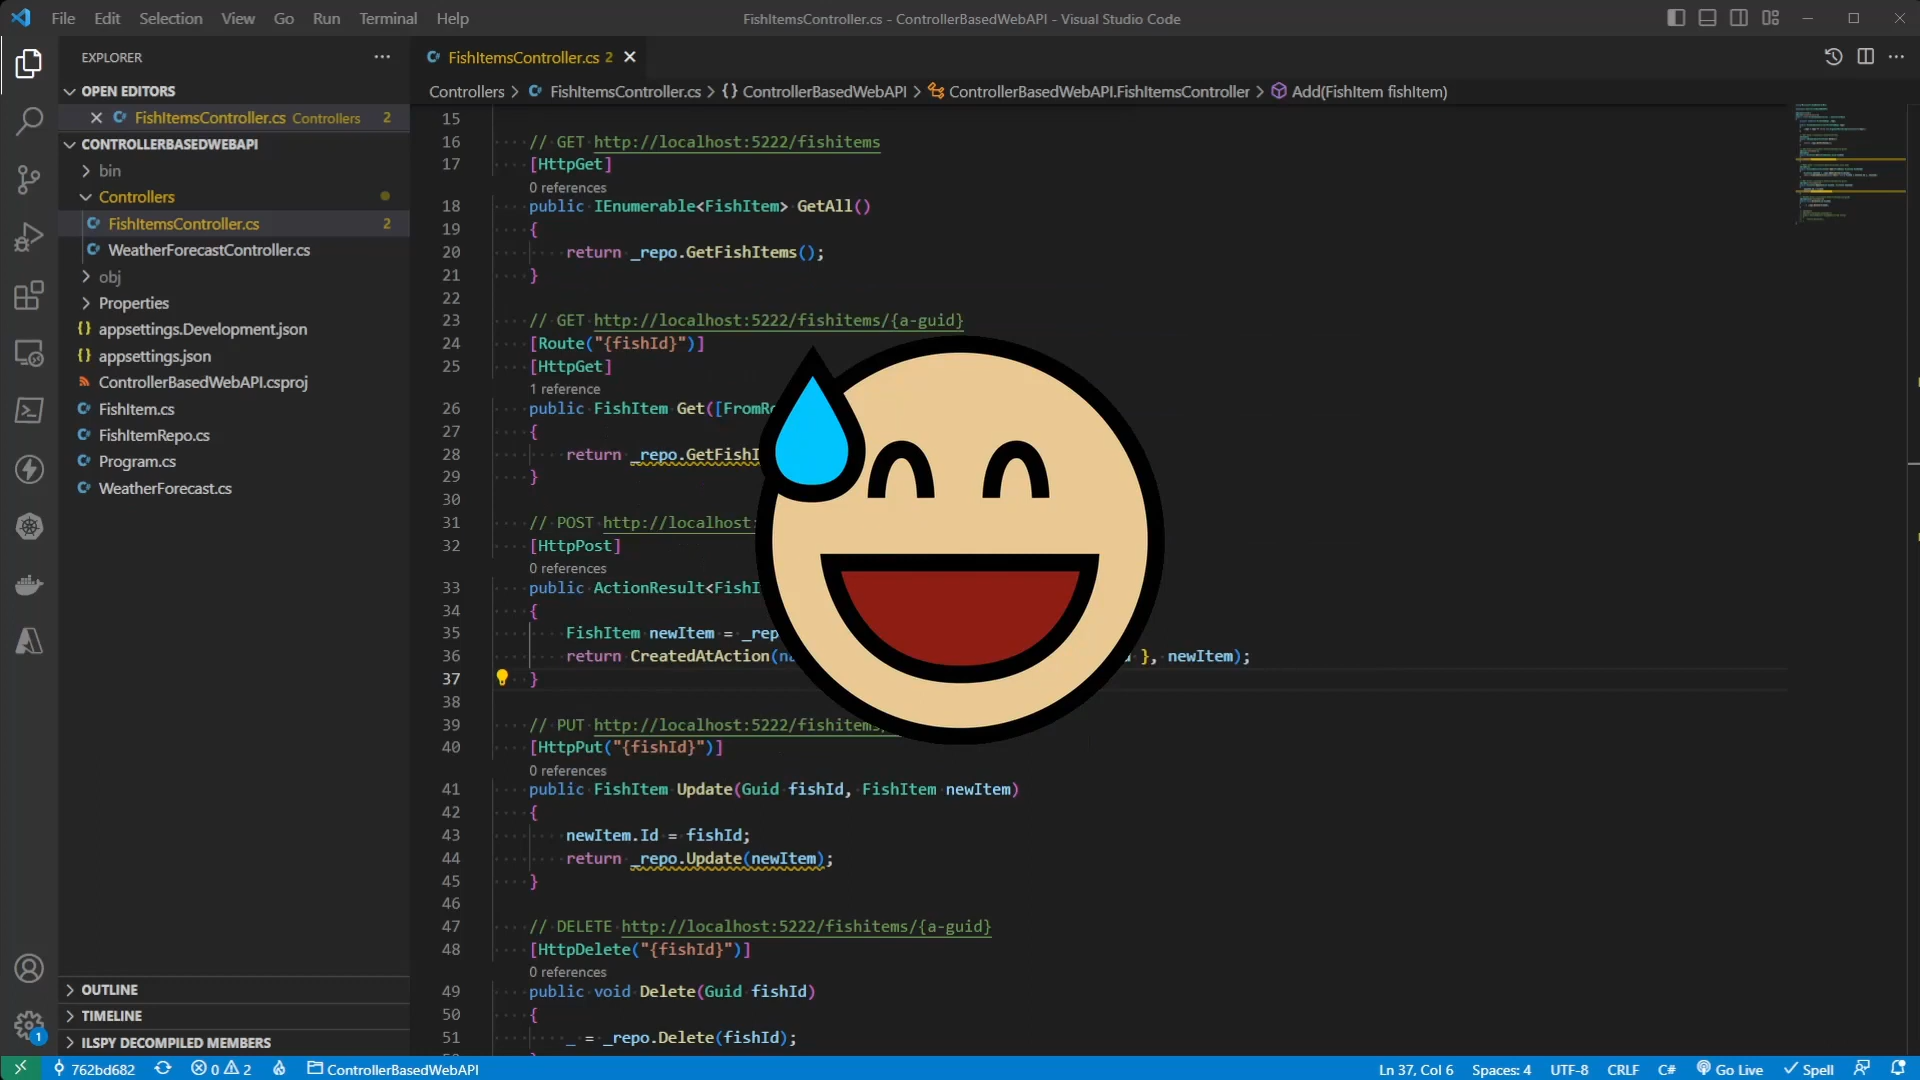 File Edit Selection View Go Run Terminal Help
FishItemsController.cs - ControllerBasedWebAPI - Visual Studio Code
EXPLORER
OPEN EDITORS
FishItemsController.cs Controllers 2
CONTROLLERBASEDWEBAPI
bin
Controllers
FishItemsController.cs 2
WeatherForecastController.cs
obj
Properties
appsettings.Development.json
appsettings.json
ControllerBasedWebAPI.csproj
FishItem.cs
FishItemRepo.cs
Program.cs
WeatherForecast.cs
OUTLINE
TIMELINE
ILSPY DECOMPILED MEMBERS
1
FishItemsController.cs 2
Controllers > FishItemsController.cs > {} ControllerBasedWebAPI > ControllerBasedWebAPI.FishItemsController > Add(FishItem fishItem)
15
16 // GET http://localhost:5222/fishitems
17 [HttpGet]
0 references
18 public IEnumerable<FishItem> GetAll()
19 {
20 return _repo.GetFishItems();
21 }
22
23 // GET http://localhost:5222/fishitems/{a-guid}
24 [Route("{fishId}")]
25 [HttpGet]
1 reference
26 public FishItem Get([FromRo
27 {
28 return _repo.GetFishI
29 }
30
31 // POST http://localhost:
32 [HttpPost]
0 references
33 public ActionResult<FishI
34 {
35 FishItem newItem = _rep
36 return CreatedAtAction(na }, newItem);
37 }
38
39 // PUT http://localhost:5222/fishitems
40 [HttpPut("{fishId}")]
0 references
41 public FishItem Update(Guid fishId, FishItem newItem)
42 {
43 newItem.Id = fishId;
44 return _repo.Update(newItem);
45 }
46
47 // DELETE http://localhost:5222/fishitems/{a-guid}
48 [HttpDelete("{fishId}")]
0 references
49 public void Delete(Guid fishId)
50 {
51 _ = _repo.Delete(fishId);
762bd682 0 2 ControllerBasedWebAPI Ln 37, Col 6 Spaces: 4 UTF-8 CRLF C# Go Live Spell